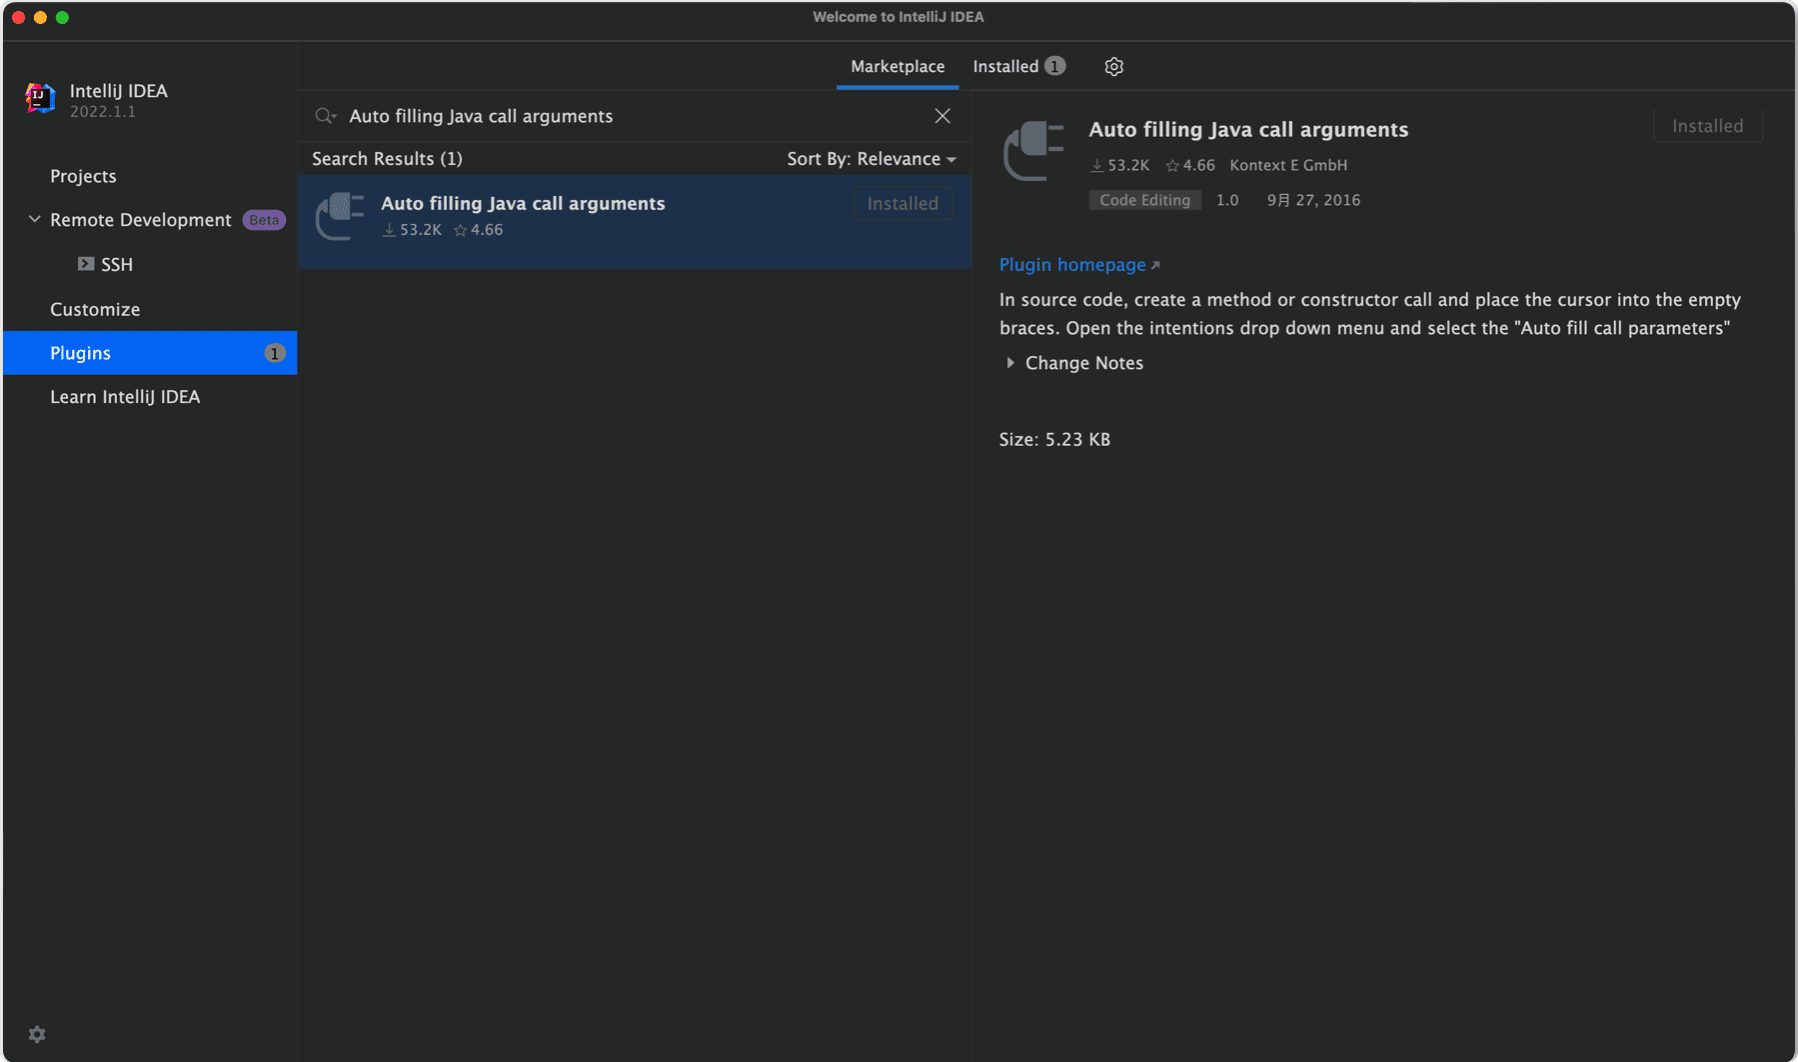 Welcome to IntelliJ IDEA
Marketplace
Installed 1
IJ
IntelliJ IDEA
2022.1.1
Projects
Remote Development Beta
SSH
Customize
Plugins 1
Learn IntelliJ IDEA
Auto filling Java call arguments
Search Results (1)
Sort By: Relevance
Auto filling Java call arguments
53.2K 4.66
Installed
Auto filling Java call arguments
Installed
53.2K 4.66 Kontext E GmbH
Code Editing 1.0 9月 27, 2016
Plugin homepage
In source code, create a method or constructor call and place the cursor into the empty
braces. Open the intentions drop down menu and select the "Auto fill call parameters"
Change Notes
Size: 5.23 KB